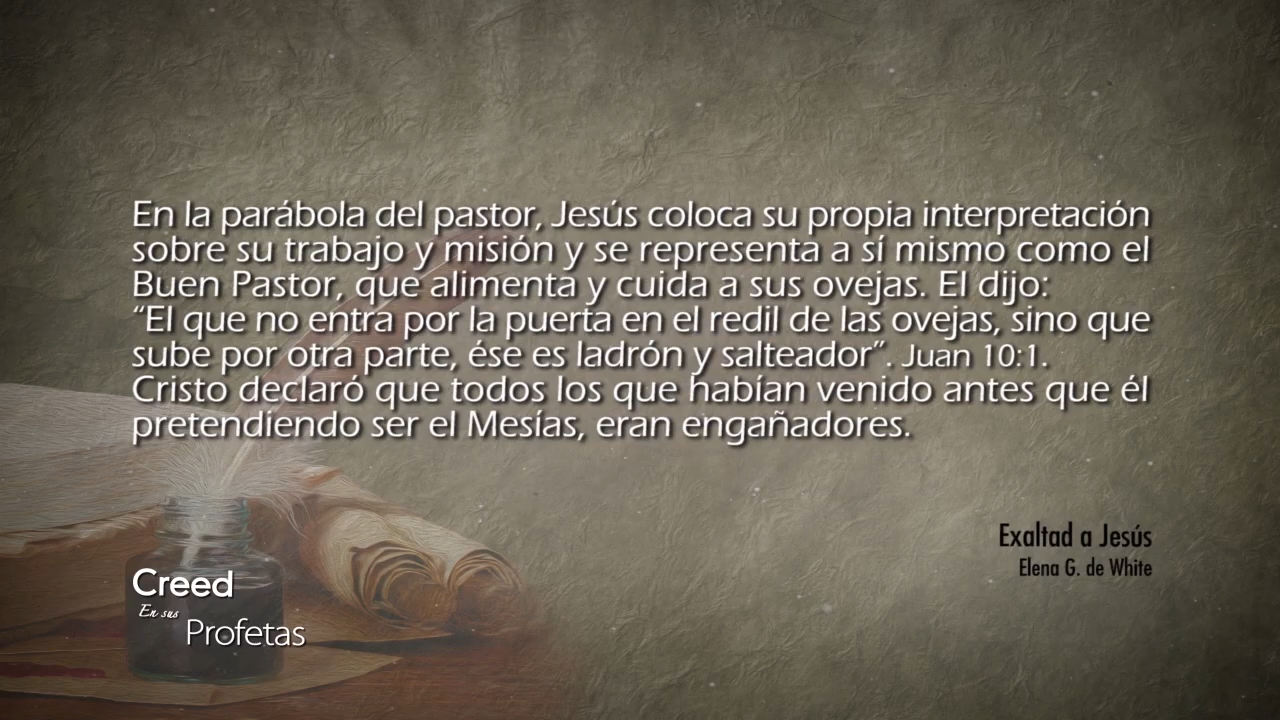 En la parábola del pastor, Jesús coloca su propia interpretación
sobre su trabajo y misión y se representa a sí mismo como el
Buen Pastor, que alimenta y cuida a sus ovejas. El dijo:
“El que no entra por la puerta en el redil de las ovejas, sino que
sube por otra parte, ése es ladrón y salteador”. Juan 10:1.
Cristo declaró que todos los que habían venido antes que él
pretendiendo ser el Mesías, eran engañadores.
Exaltad a Jesús
Elena G. de White
Creed
En sus
Profetas